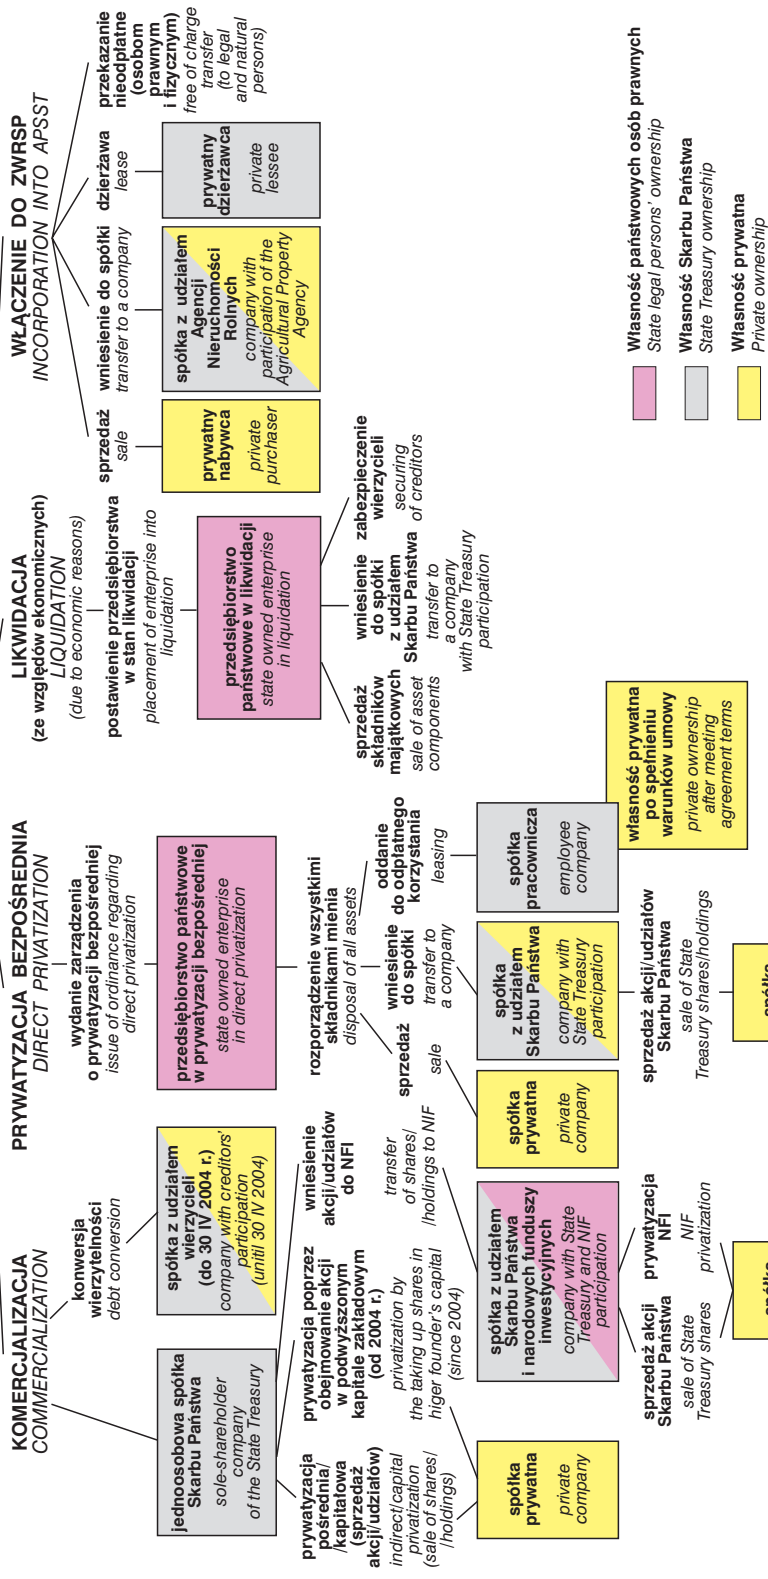 KOMERCJALIZACJA
COMMERCIALIZATION
jednoosobowa spółka
Skarbu Państwa
sole-shareholder
company
of the State Treasury
konwersja
wierzytelności
debt conversion
spółka z udziałem
wierzycieli
(do 30 IV 2004 r.)
company with creditors'
participation
(unitil 30 IV 2004)
prywatyzacja
pośrednia/
/kapitałowa
(sprzedaż
akcji/udziałów)
indirect/capital
privatization
(sale of shares/
/holdings)
prywatyzacja poprzez
obejmowanie akcji
w podwyższonym
kapitale zakładowym
(od 2004 r.)
privatization by
the taking up shares in
higer founder's capital
(since 2004)
wniesienie
akcji/udziałów
do NFI
transfer
of shares/
/holdings to NIF
spółka
prywatna
private
company
spółka z udziałem
Skarbu Państwa
i narodowych funduszy
inwestycyjnych
company with State
Treasury and NIF
participation
sprzedaż akcji
Skarbu Państwa
sale of State
Treasury shares
prywatyzacja
NFI
NIF
privatization
spółka
PRYWATYZACJA BEZPOŚREDNIA
DIRECT PRIVATIZATION
wydanie zarządzenia
o prywatyzacji bezpośredniej
issue of ordinance regarding
direct privatization
przedsiębiorstwo państwowe
w prywatyzacji bezpośredniej
state owned enterprise
in direct privatization
rozporządzenie wszystkimi
składnikami mienia
disposal of all assets
sprzedaż
sale
wniesienie
do spółki
transfer to
a company
oddanie
do odpłatnego
korzystania
leasing
spółka
prywatna
private
company
spółka
z udziałem
Skarbu Państwa
company with
State Treasury
participation
spółka
pracownicza
employee
company
własność prywatna
po spełnieniu
warunków umowy
private ownership
after meeting
agreement terms
sprzedaż akcji/udziałów
Skarbu Państwa
sale of State
Treasury shares/holdings
spółka
LIKWIDACJA
(ze względów ekonomicznych)
LIQUIDATION
(due to economic reasons)
postawienie przedsiębiorstwa
w stan likwidacji
placement of enterprise into
liquidation
przedsiębiorstwo
państwowe w likwidacji
state owned enterprise
in liquidation
sprzedaż
składników
majątkowych
sale of asset
components
wniesienie
do spółki
z udziałem
Skarbu Państwa
transfer to
a company
with State Treasury
participation
zabezpieczenie
wierzycieli
securing
of creditors
WŁĄCZENIE DO ZWRSP
INCORPORATION INTO APSST
sprzedaż
sale
wniesienie do spółki
transfer to a company
dzierżawa
lease
przekazanie
nieodpłatne
(osobom
prawnym
i fizycznym)
free of charge
transfer
(to legal
and natural
persons)
prywatny
nabywca
private
purchaser
spółka z udziałem
Agencji
Nieruchomości
Rolnych
company with
participation of the
Agricultural Property
Agency
prywatny
dzierżawca
private
lessee
Własność państwowych osób prawnych
State legal persons' ownership
Własność Skarbu Państwa
State Treasury ownership
Własność prywatna
Private ownership